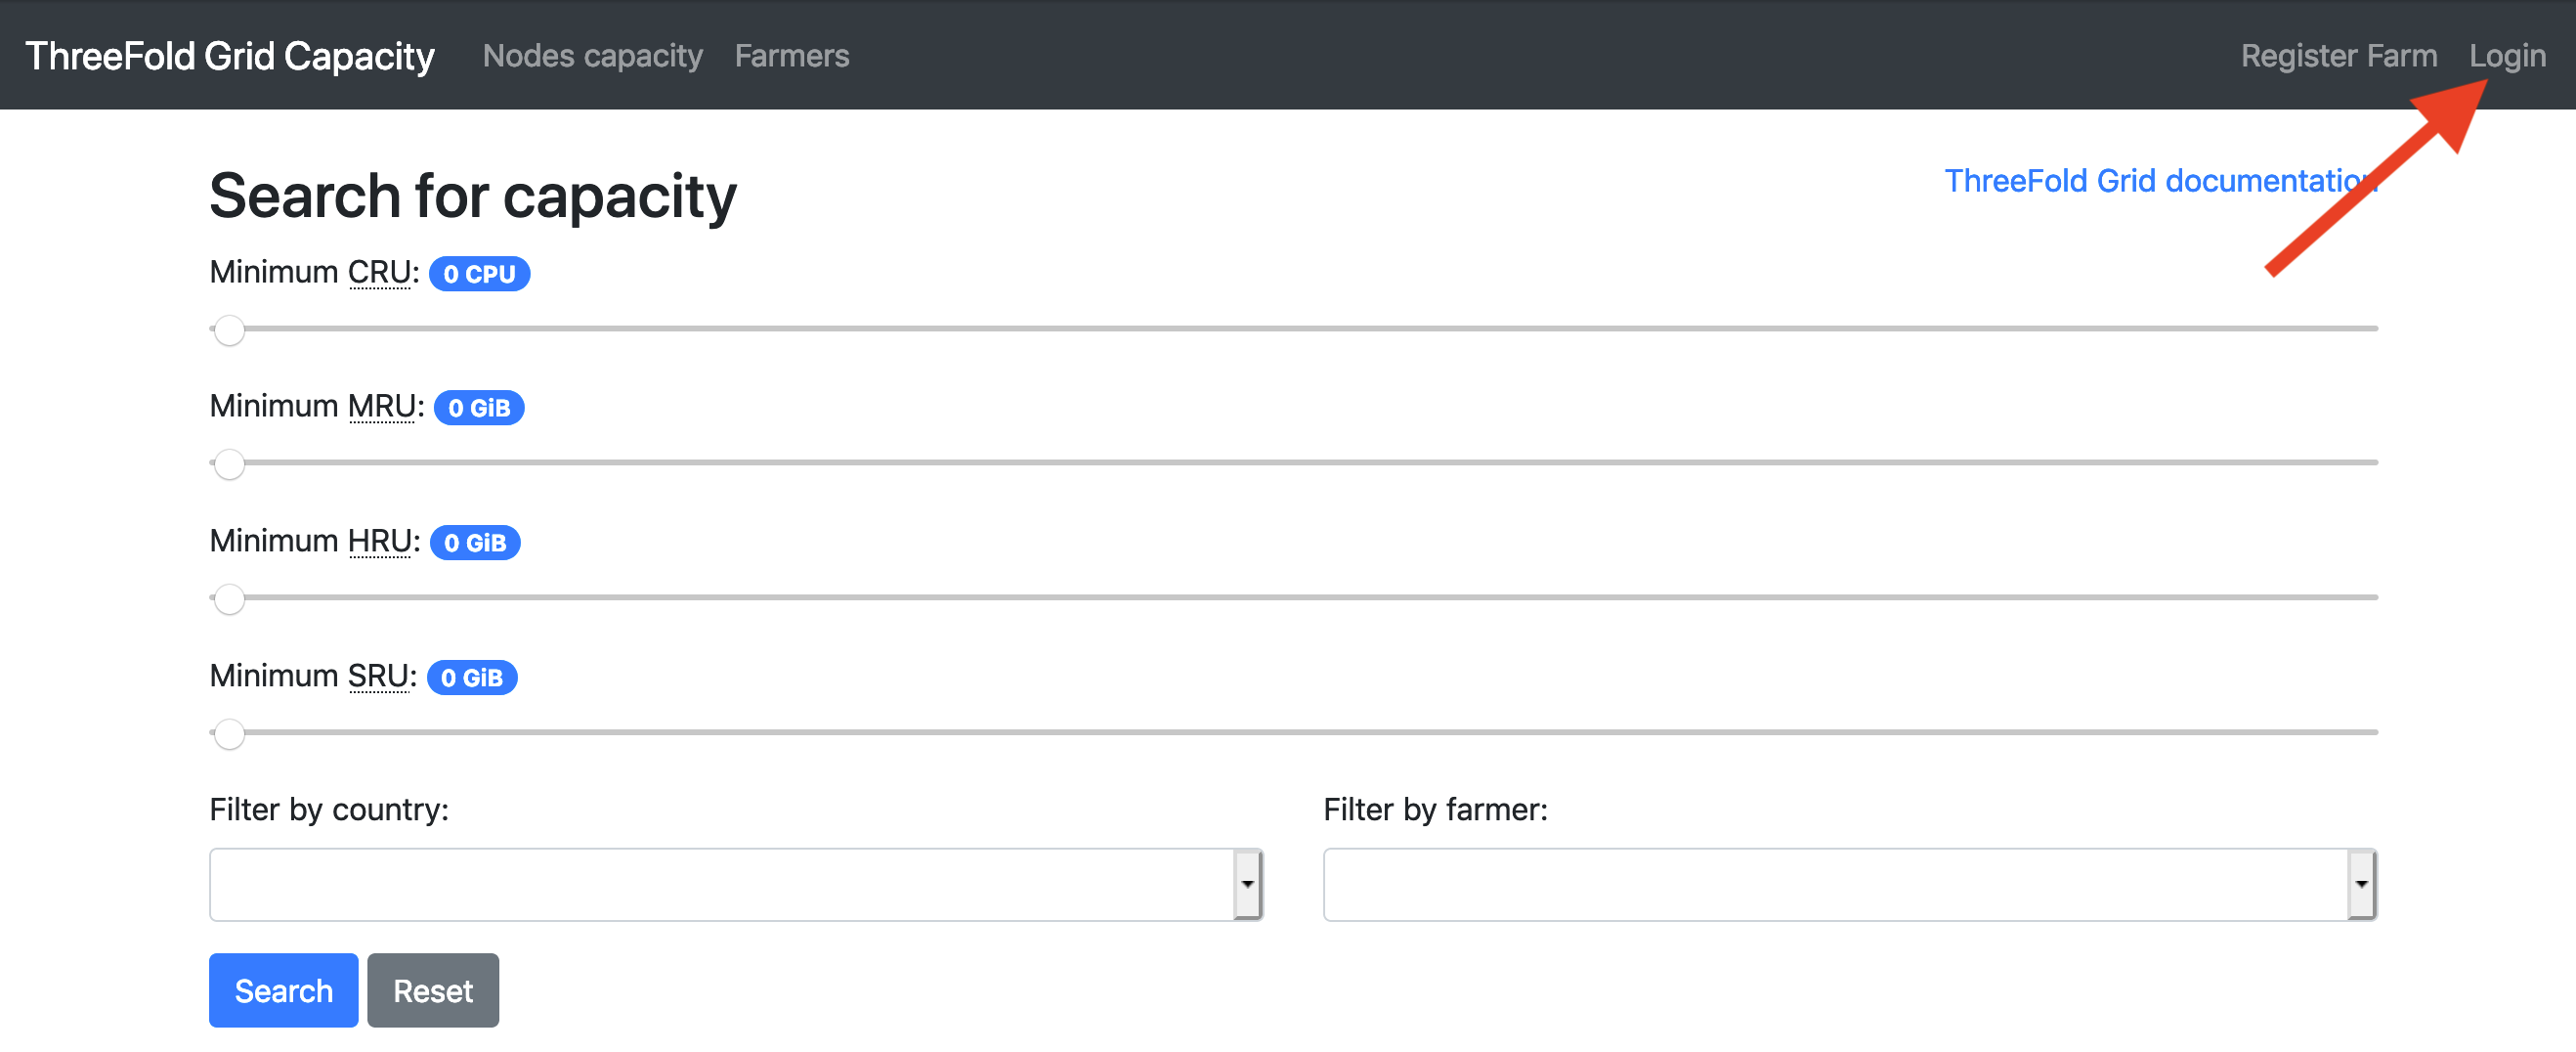 ThreeFold Grid Capacity Nodes capacity Farmers Register Farm Login
Search for capacity
ThreeFold Grid documentation
Minimum CRU: 0 CPU
Minimum MRU: 0 GiB
Minimum HRU: 0 GiB
Minimum SRU: 0 GiB
Filter by country: Filter by farmer:
Search Reset